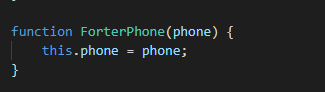 function ForterPhone(phone) {
    this.phone = phone;
}